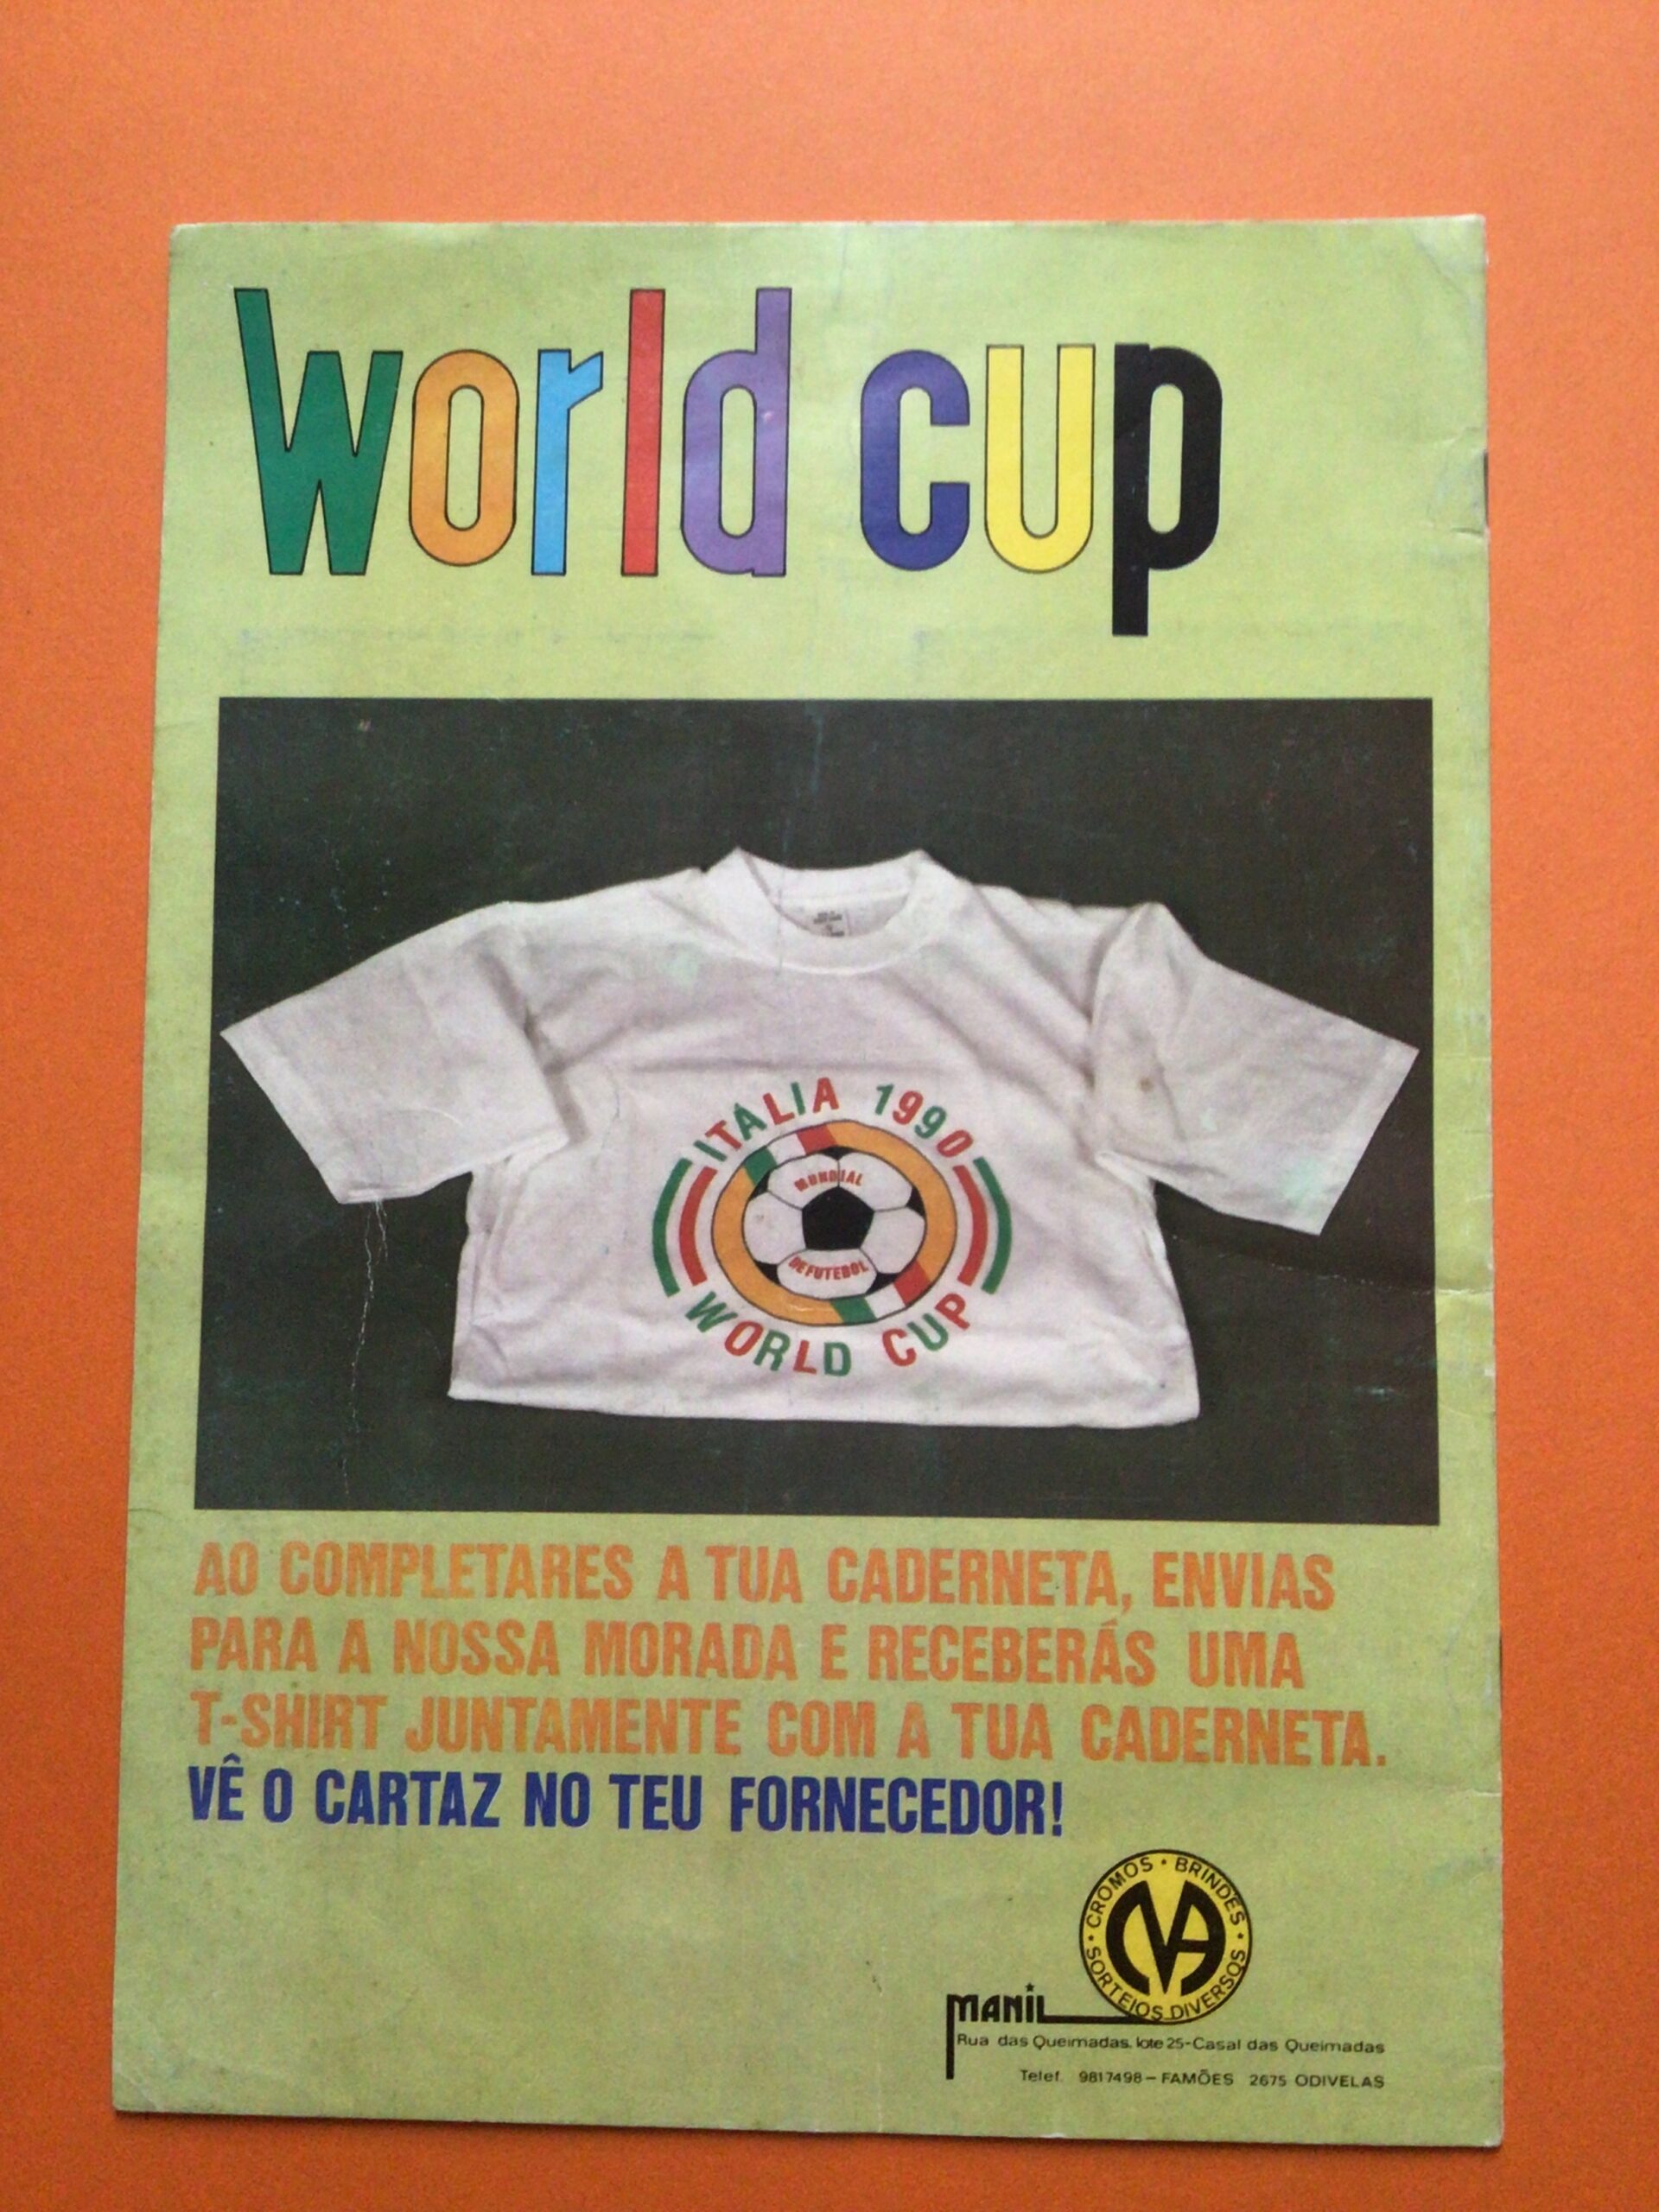 World cup
ITÁLIA 1990
MUNDIAL
DE FUTEBOL
WORLD CUP
AO COMPLETARES A TUA CADERNETA, ENVIAS
PARA A NOSSA MORADA E RECEBERÁS UMA
T-SHIRT JUNTAMENTE COM A TUA CADERNETA.
VÊ O CARTAZ NO TEU FORNECEDOR!
CROMOS · BRINDES ·
SORTEIOS DIVERSOS ·
MANIL
Rua das Queimadas, lote 25-Casal das Queimadas
Telef. 9817498 – FAMÕES 2675 ODIVELAS